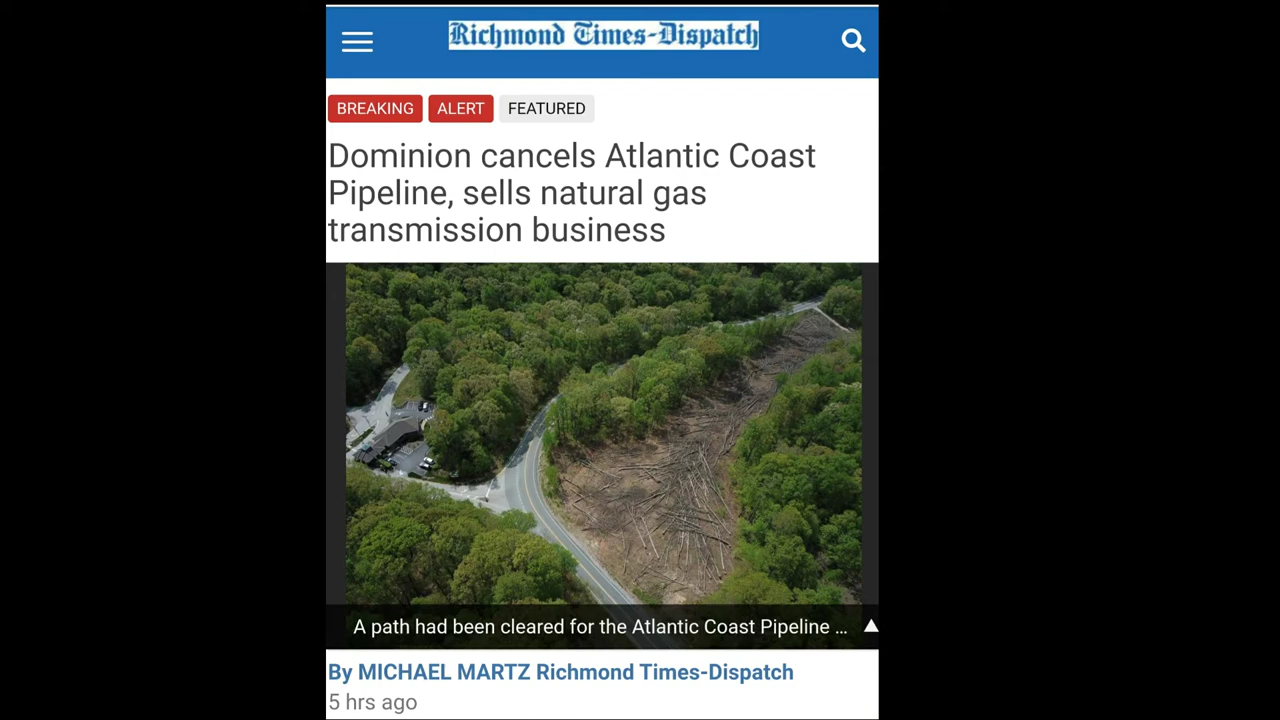 Richmond Times-Dispatch
BREAKING ALERT FEATURED
Dominion cancels Atlantic Coast
Pipeline, sells natural gas
transmission business
A path had been cleared for the Atlantic Coast Pipeline ...
By MICHAEL MARTZ Richmond Times-Dispatch
5 hrs ago